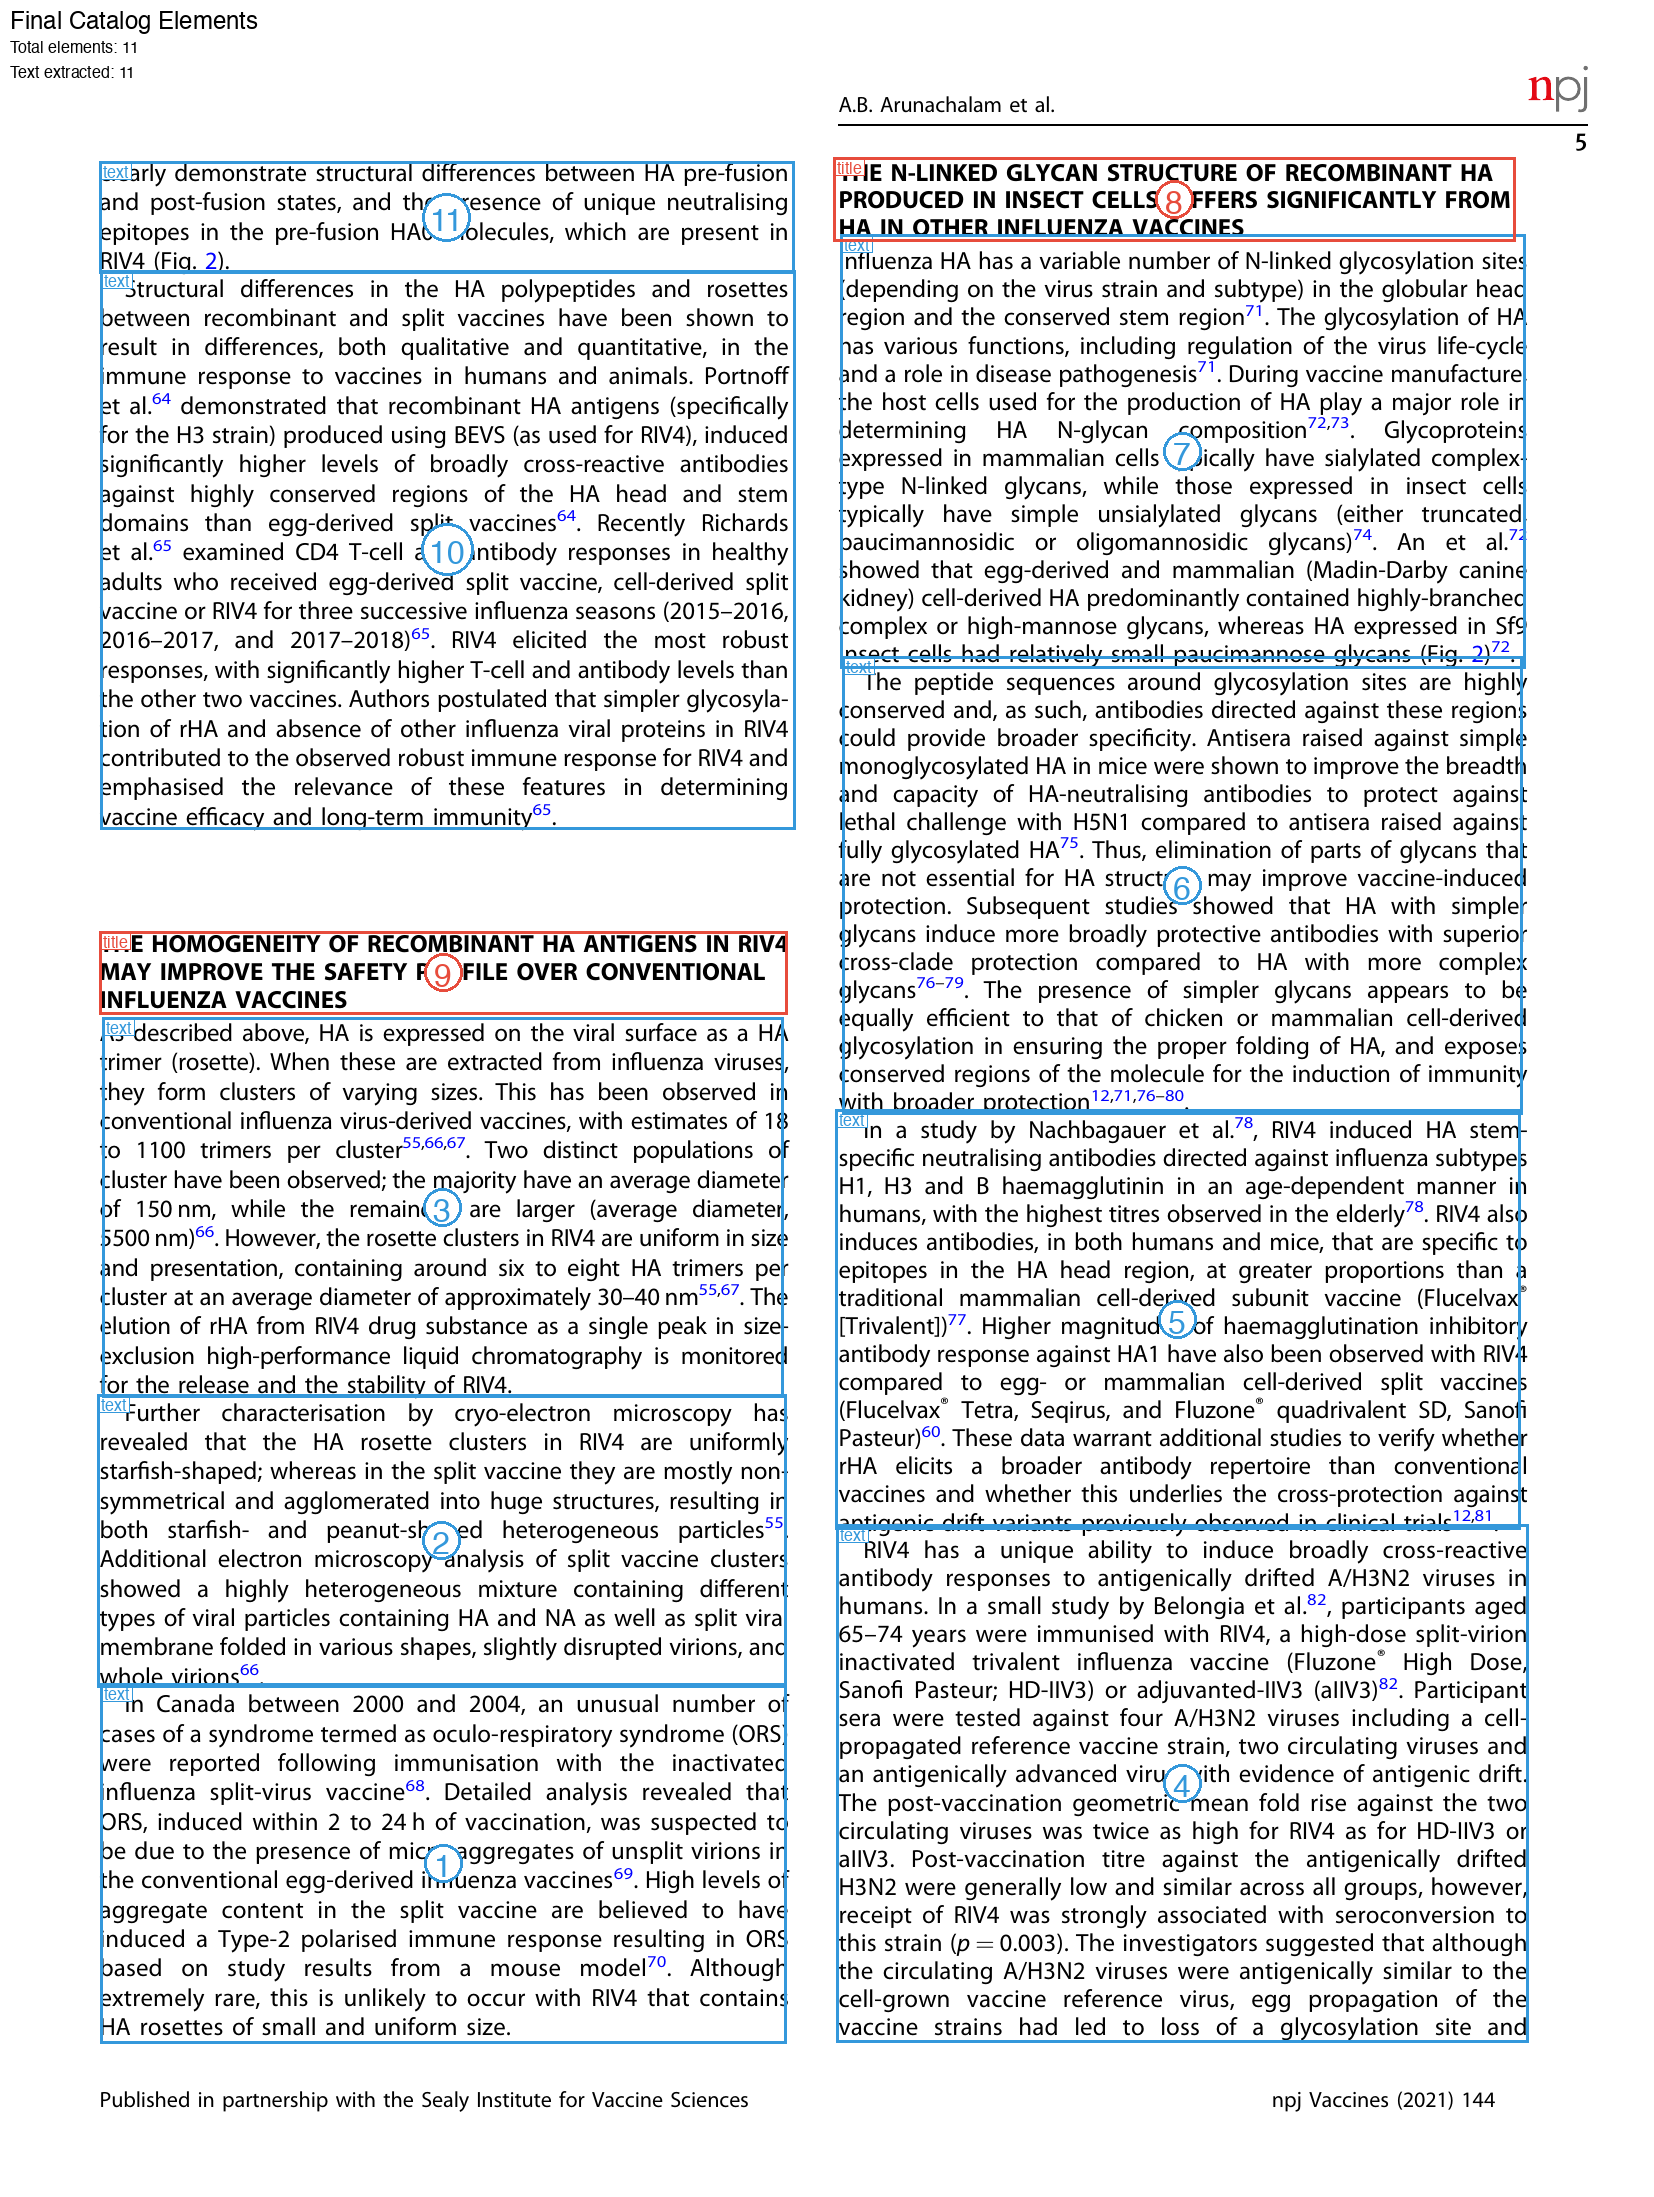 Final Catalog Elements
Total elements: 11
Text extracted: 11
npj
A.B. Arunachalam et al.
5
text
clearly demonstrate structural differences between HA pre-fusion
and post-fusion states, and the presence of unique neutralising
11
epitopes in the pre-fusion HA0 molecules, which are present in
RIV4 (Fig. 2).
text
Structural differences in the HA polypeptides and rosettes
between recombinant and split vaccines have been shown to
result in differences, both qualitative and quantitative, in the
immune response to vaccines in humans and animals. Portnoff
et al.64 demonstrated that recombinant HA antigens (specifically
for the H3 strain) produced using BEVS (as used for RIV4), induced
significantly higher levels of broadly cross-reactive antibodies
against highly conserved regions of the HA head and stem
domains than egg-derived split vaccines64. Recently Richards
et al.65 examined CD4 T-cell and antibody responses in healthy
10
adults who received egg-derived split vaccine, cell-derived split
vaccine or RIV4 for three successive influenza seasons (2015–2016,
2016–2017, and 2017–2018)65. RIV4 elicited the most robust
responses, with significantly higher T-cell and antibody levels than
the other two vaccines. Authors postulated that simpler glycosyla-
tion of rHA and absence of other influenza viral proteins in RIV4
contributed to the observed robust immune response for RIV4 and
emphasised the relevance of these features in determining
vaccine efficacy and long-term immunity65.
title
THE HOMOGENEITY OF RECOMBINANT HA ANTIGENS IN RIV4
MAY IMPROVE THE SAFETY PROFILE OVER CONVENTIONAL
9
INFLUENZA VACCINES
text
As described above, HA is expressed on the viral surface as a HA
trimer (rosette). When these are extracted from influenza viruses,
they form clusters of varying sizes. This has been observed in
conventional influenza virus-derived vaccines, with estimates of 18
to 1100 trimers per cluster55,66,67. Two distinct populations of
cluster have been observed; the majority have an average diameter
of 150 nm, while the remainder are larger (average diameter,
3
5500 nm)66. However, the rosette clusters in RIV4 are uniform in size
and presentation, containing around six to eight HA trimers per
cluster at an average diameter of approximately 30–40 nm55,67. The
elution of rHA from RIV4 drug substance as a single peak in size-
exclusion high-performance liquid chromatography is monitored
for the release and the stability of RIV4.
text
Further characterisation by cryo-electron microscopy has
revealed that the HA rosette clusters in RIV4 are uniformly
starfish-shaped; whereas in the split vaccine they are mostly non-
symmetrical and agglomerated into huge structures, resulting in
both starfish- and peanut-shaped heterogeneous particles55.
2
Additional electron microscopy analysis of split vaccine clusters
showed a highly heterogeneous mixture containing different
types of viral particles containing HA and NA as well as split viral
membrane folded in various shapes, slightly disrupted virions, and
whole virions66.
text
In Canada between 2000 and 2004, an unusual number of
cases of a syndrome termed as oculo-respiratory syndrome (ORS)
were reported following immunisation with the inactivated
influenza split-virus vaccine68. Detailed analysis revealed that
ORS, induced within 2 to 24 h of vaccination, was suspected to
be due to the presence of micro-aggregates of unsplit virions in
1
the conventional egg-derived influenza vaccines69. High levels of
aggregate content in the split vaccine are believed to have
induced a Type-2 polarised immune response resulting in ORS
based on study results from a mouse model70. Although
extremely rare, this is unlikely to occur with RIV4 that contains
HA rosettes of small and uniform size.
title
THE N-LINKED GLYCAN STRUCTURE OF RECOMBINANT HA
PRODUCED IN INSECT CELLS DIFFERS SIGNIFICANTLY FROM
8
HA IN OTHER INFLUENZA VACCINES
text
Influenza HA has a variable number of N-linked glycosylation sites
(depending on the virus strain and subtype) in the globular head
region and the conserved stem region71. The glycosylation of HA
has various functions, including regulation of the virus life-cycle
and a role in disease pathogenesis71. During vaccine manufacture,
the host cells used for the production of HA play a major role in
determining HA N-glycan composition72,73. Glycoproteins
7
expressed in mammalian cells typically have sialylated complex-
type N-linked glycans, while those expressed in insect cells
typically have simple unsialylated glycans (either truncated,
paucimannosidic or oligomannosidic glycans)74. An et al.72
showed that egg-derived and mammalian (Madin-Darby canine
kidney) cell-derived HA predominantly contained highly-branched
complex or high-mannose glycans, whereas HA expressed in Sf9
insect cells had relatively small paucimannose glycans (Fig. 2)72.
text
The peptide sequences around glycosylation sites are highly
conserved and, as such, antibodies directed against these regions
could provide broader specificity. Antisera raised against simple
monoglycosylated HA in mice were shown to improve the breadth
and capacity of HA-neutralising antibodies to protect against
lethal challenge with H5N1 compared to antisera raised against
fully glycosylated HA75. Thus, elimination of parts of glycans that
are not essential for HA structure may improve vaccine-induced
6
protection. Subsequent studies showed that HA with simpler
glycans induce more broadly protective antibodies with superior
cross-clade protection compared to HA with more complex
glycans76–79. The presence of simpler glycans appears to be
equally efficient to that of chicken or mammalian cell-derived
glycosylation in ensuring the proper folding of HA, and exposes
conserved regions of the molecule for the induction of immunity
with broader protection12,71,76–80.
text
In a study by Nachbagauer et al.78, RIV4 induced HA stem-
specific neutralising antibodies directed against influenza subtypes
H1, H3 and B haemagglutinin in an age-dependent manner in
humans, with the highest titres observed in the elderly78. RIV4 also
induces antibodies, in both humans and mice, that are specific to
epitopes in the HA head region, at greater proportions than a
traditional mammalian cell-derived subunit vaccine (Flucelvax®
[Trivalent])77. Higher magnitudes of haemagglutination inhibitory
5
antibody response against HA1 have also been observed with RIV4
compared to egg- or mammalian cell-derived split vaccines
(Flucelvax® Tetra, Seqirus, and Fluzone® quadrivalent SD, Sanofi
Pasteur)60. These data warrant additional studies to verify whether
rHA elicits a broader antibody repertoire than conventional
vaccines and whether this underlies the cross-protection against
antigenic drift variants previously observed in clinical trials12,81.
text
RIV4 has a unique ability to induce broadly cross-reactive
antibody responses to antigenically drifted A/H3N2 viruses in
humans. In a small study by Belongia et al.82, participants aged
65–74 years were immunised with RIV4, a high-dose split-virion
inactivated trivalent influenza vaccine (Fluzone® High Dose,
Sanofi Pasteur; HD-IIV3) or adjuvanted-IIV3 (aIIV3)82. Participant
sera were tested against four A/H3N2 viruses including a cell-
propagated reference vaccine strain, two circulating viruses and
an antigenically advanced virus with evidence of antigenic drift.
4
The post-vaccination geometric mean fold rise against the two
circulating viruses was twice as high for RIV4 as for HD-IIV3 or
aIIV3. Post-vaccination titre against the antigenically drifted
H3N2 were generally low and similar across all groups, however,
receipt of RIV4 was strongly associated with seroconversion to
this strain (p = 0.003). The investigators suggested that although
the circulating A/H3N2 viruses were antigenically similar to the
cell-grown vaccine reference virus, egg propagation of the
vaccine strains had led to loss of a glycosylation site and
Published in partnership with the Sealy Institute for Vaccine Sciences
npj Vaccines (2021) 144